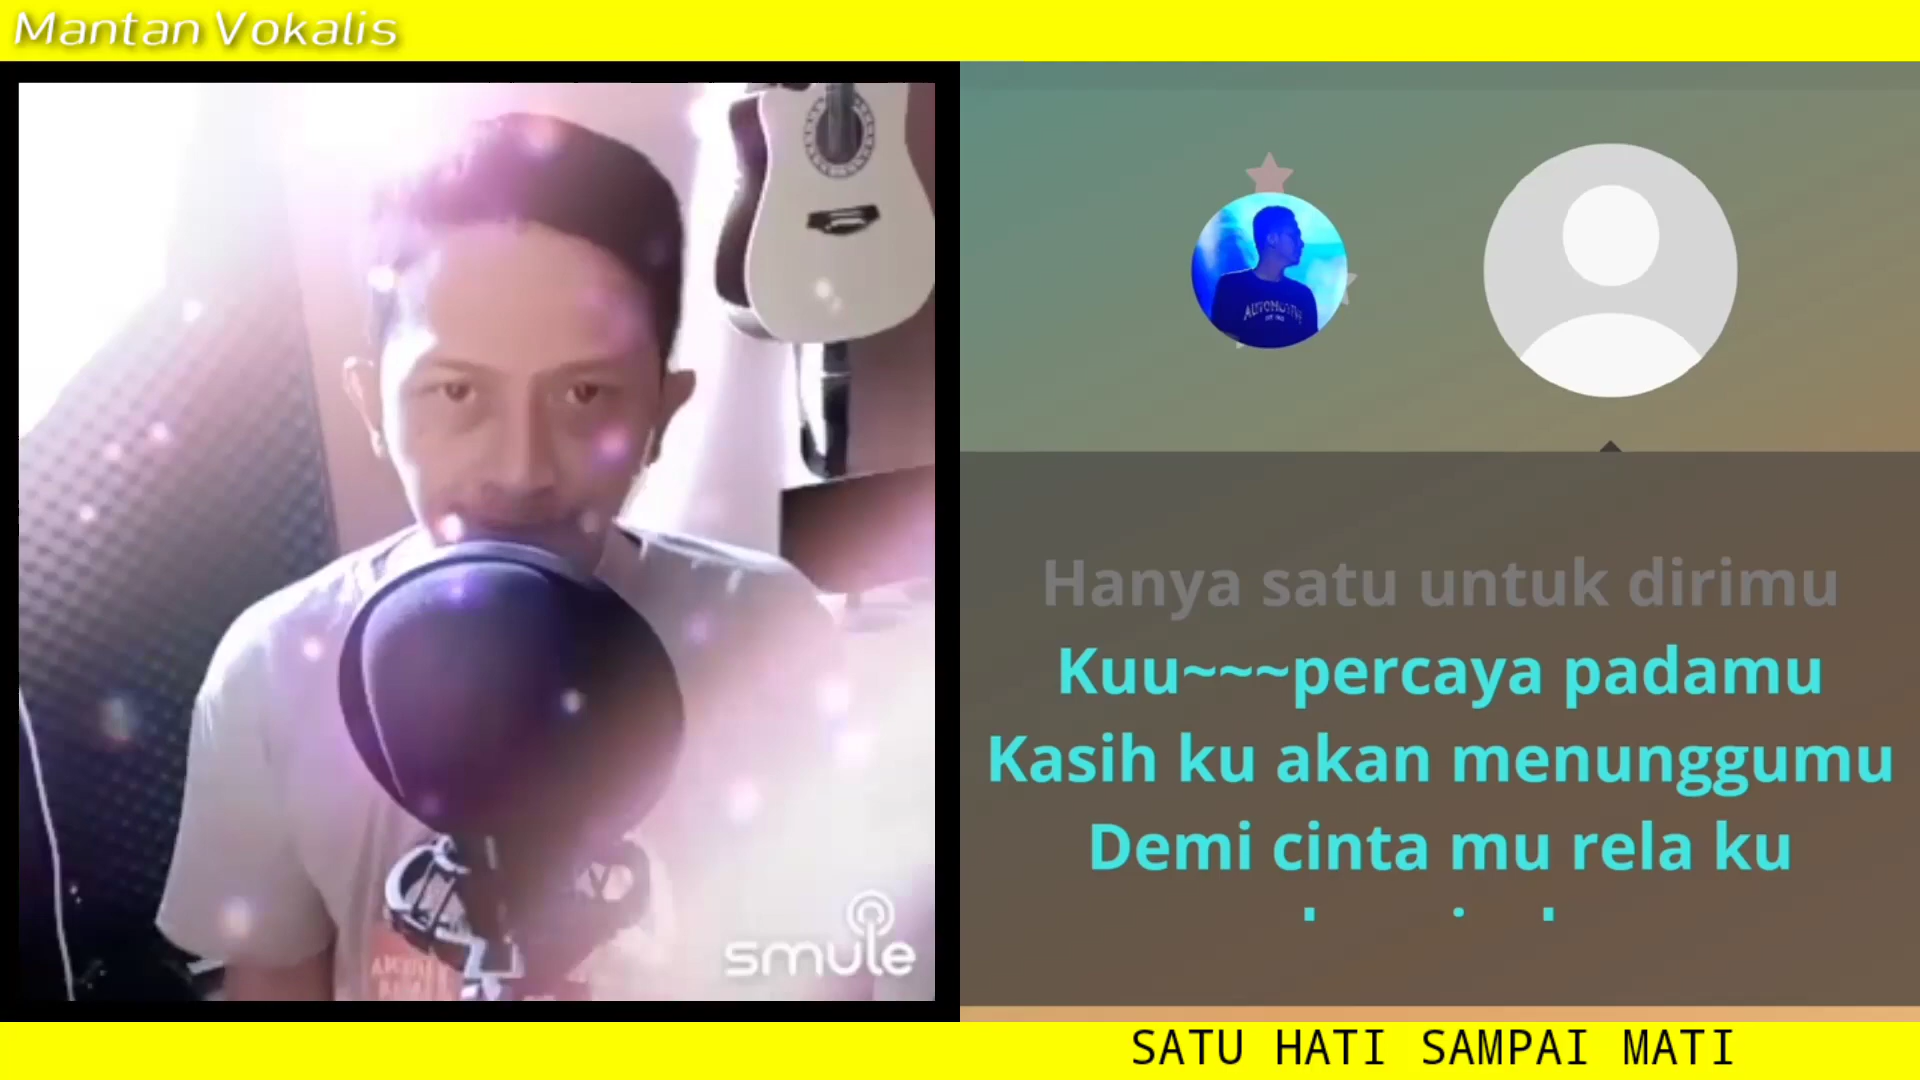 Mantan Vokalis
smule
Hanya satu untuk dirimu
Kuu~~~percaya padamu
Kasih ku akan menunggumu
Demi cinta mu rela ku
SATU HATI SAMPAI MATI